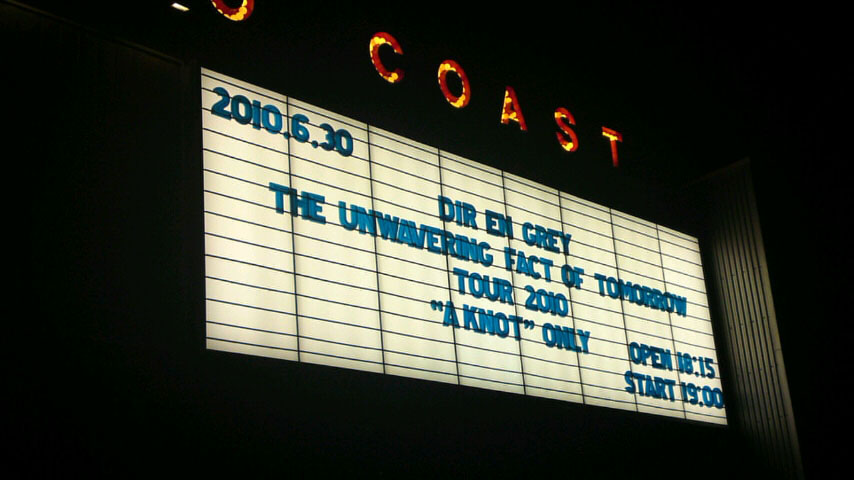 O COAST
2010.6.30
DIR EN GREY
THE UNWAVERING FACT OF TOMORROW
TOUR 2010
"A KNOT" ONLY
OPEN 18:15
START 19:00